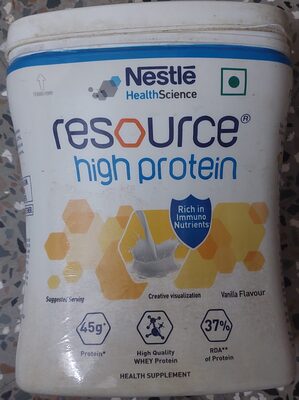 Nestlé
HealthScience
resource®
high protein
Rich in
Immuno
Nutrients
Suggested Serving
Creative visualization
Vanilla Flavour
45g*
Protein*
High Quality
WHEY Protein
37%
RDA**
of Protein
HEALTH SUPPLEMENT